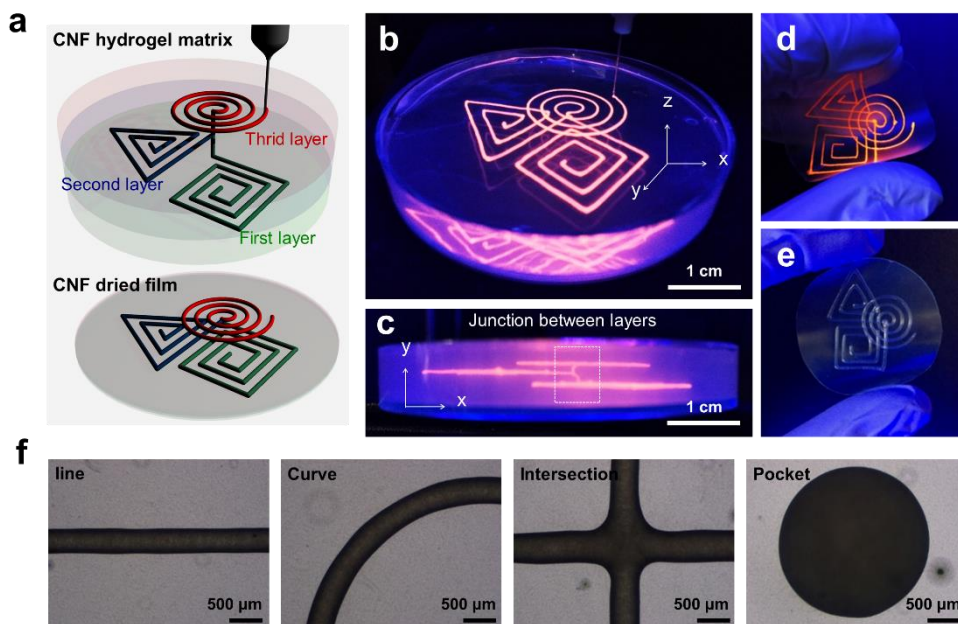 a
CNF hydrogel matrix
Thrid layer
Second layer
First layer
CNF dried film
b
z
x
y
1 cm
c
Junction between layers
y
x
1 cm
d
e
f
line
500 µm
Curve
500 µm
Intersection
500 µm
Pocket
500 µm